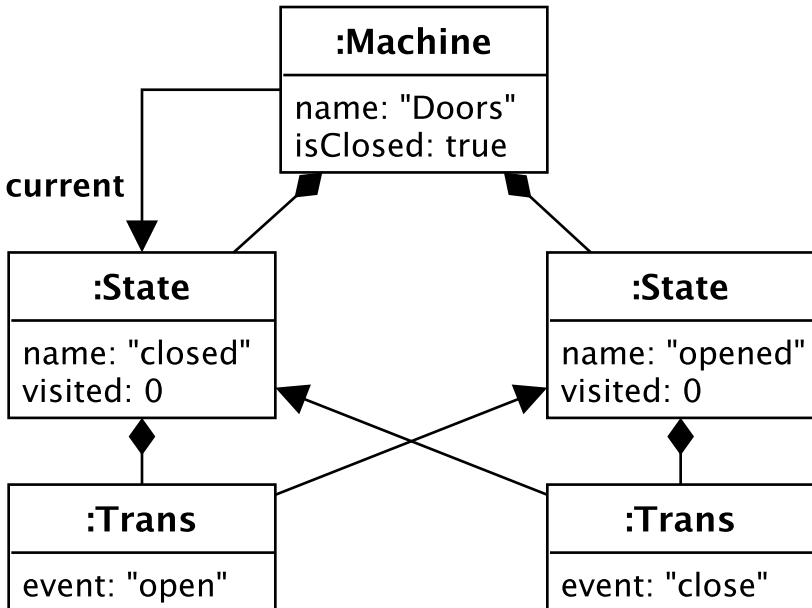 :Machine
name: "Doors"
isClosed: true
current
:State
name: "closed"
visited: 0
:State
name: "opened"
visited: 0
:Trans
event: "open"
:Trans
event: "close"